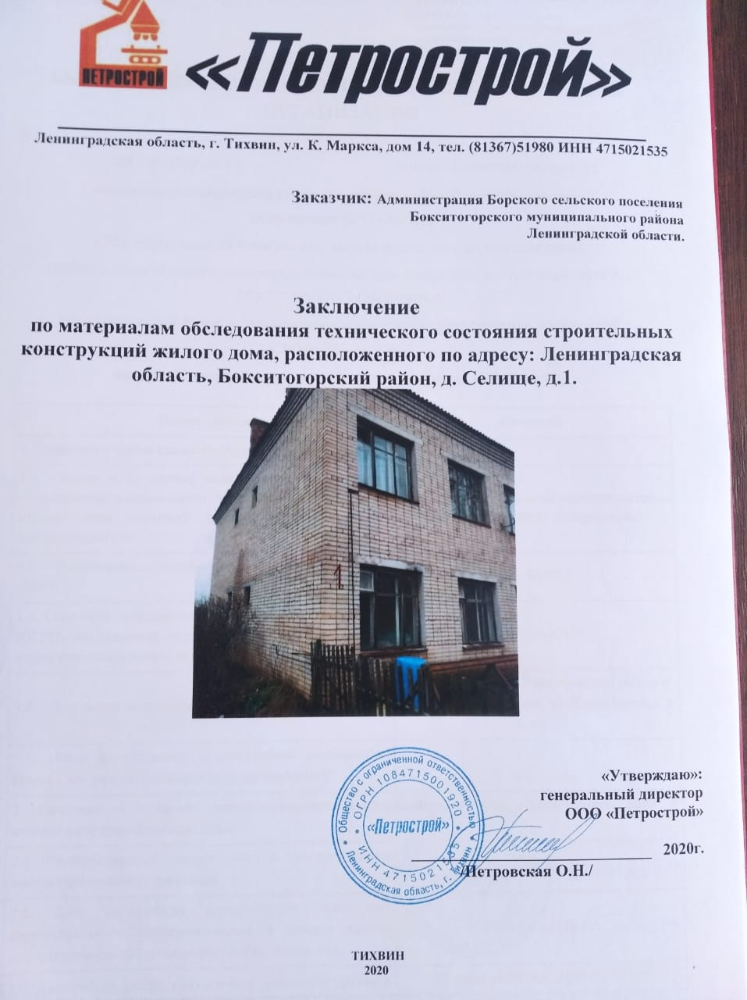 ПЕТРОСТРОЙ
«Петрострой»
Ленинградская область, г. Тихвин, ул. К. Маркса, дом 14, тел. (81367)51980 ИНН 4715021535
Заказчик: Администрация Борского сельского поселения
Бокситогорского муниципального района
Ленинградской области.
Заключение
по материалам обследования технического состояния строительных
конструкций жилого дома, расположенного по адресу: Ленинградская
область, Бокситогорский район, д. Селище, д.1.
1
Общество с ограниченной ответственностью
ОГРН 1084715001920
«Петрострой»
ИНН 4715021535
Ленинградская область, г. Тихвин
«Утверждаю»:
генеральный директор
ООО «Петрострой»
2020г.
/Петровская О.Н./
ТИХВИН
2020